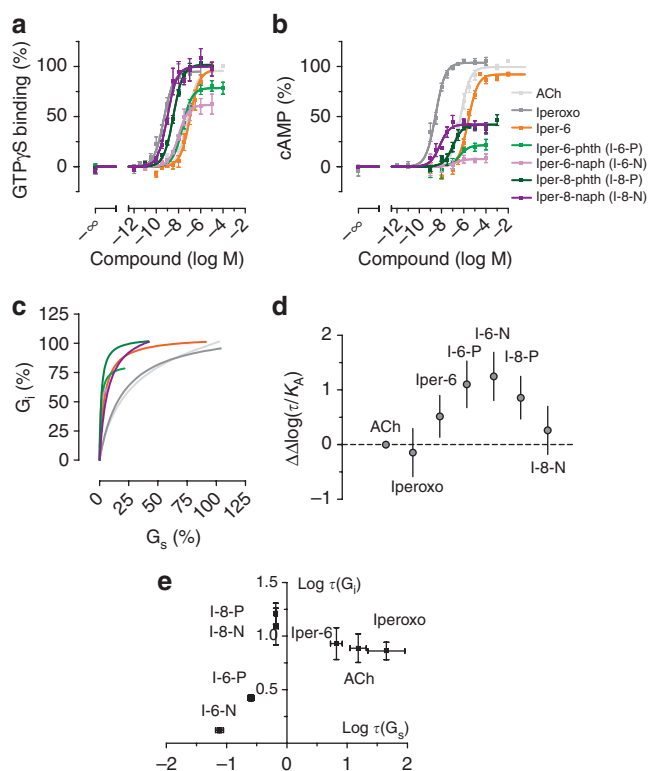 a
b
GTPγS binding (%)
100
50
0
−∞
−12
−10
−8
−6
−4
−2
Compound (log M)
cAMP (%)
100
50
0
−∞
−12
−10
−8
−6
−4
−2
Compound (log M)
ACh
Iperoxo
Iper-6
Iper-6-phth (I-6-P)
Iper-6-naph (I-6-N)
Iper-8-phth (I-8-P)
Iper-8-naph (I-8-N)
c
d
Gi (%)
125
100
75
50
25
0
0
25
50
75
100
125
Gs (%)
ΔΔlog(τ/KA)
2
1
0
−1
ACh
Iperoxo
Iper-6
I-6-P
I-6-N
I-8-P
I-8-N
e
1.5
Log τ(Gi)
I-8-P
I-8-N
1.0
Iper-6
Iperoxo
ACh
I-6-P
0.5
I-6-N
Log τ(Gs)
−2
−1
0
1
2